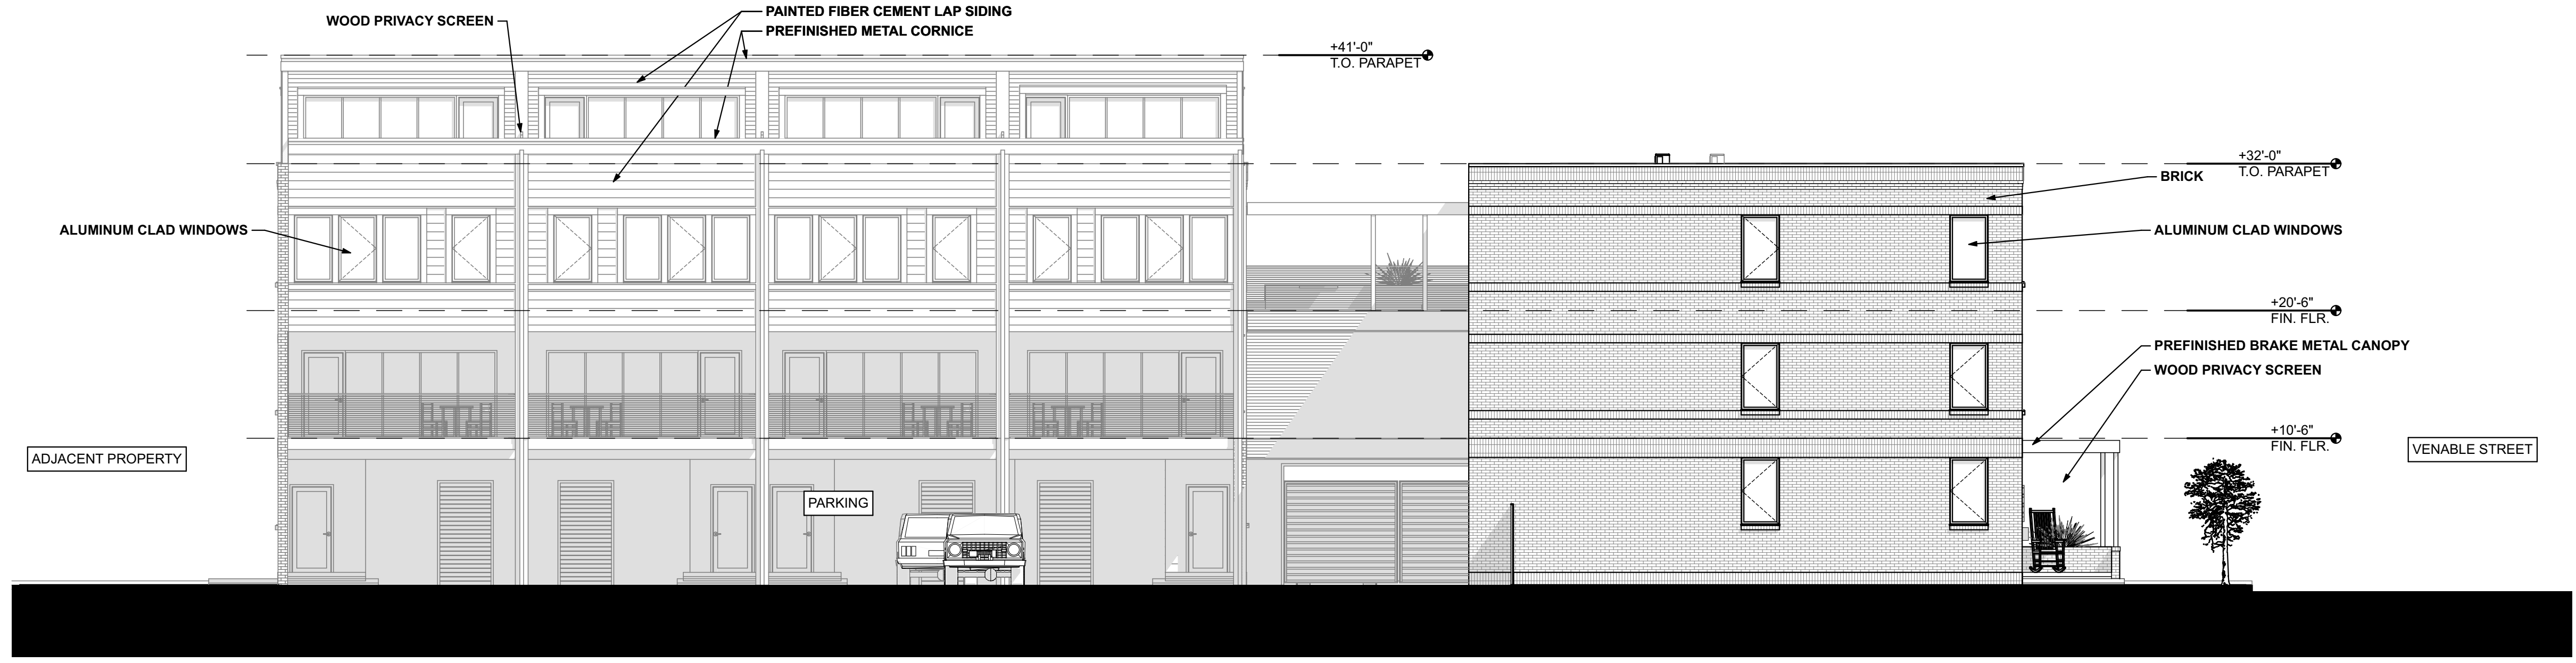 WOOD PRIVACY SCREEN
PAINTED FIBER CEMENT LAP SIDING
PREFINISHED METAL CORNICE
+41'-0"
T.O. PARAPET
+32'-0"
T.O. PARAPET
BRICK
ALUMINUM CLAD WINDOWS
ALUMINUM CLAD WINDOWS
+20'-6"
FIN. FLR.
PREFINISHED BRAKE METAL CANOPY
WOOD PRIVACY SCREEN
+10'-6"
FIN. FLR.
ADJACENT PROPERTY
VENABLE STREET
PARKING